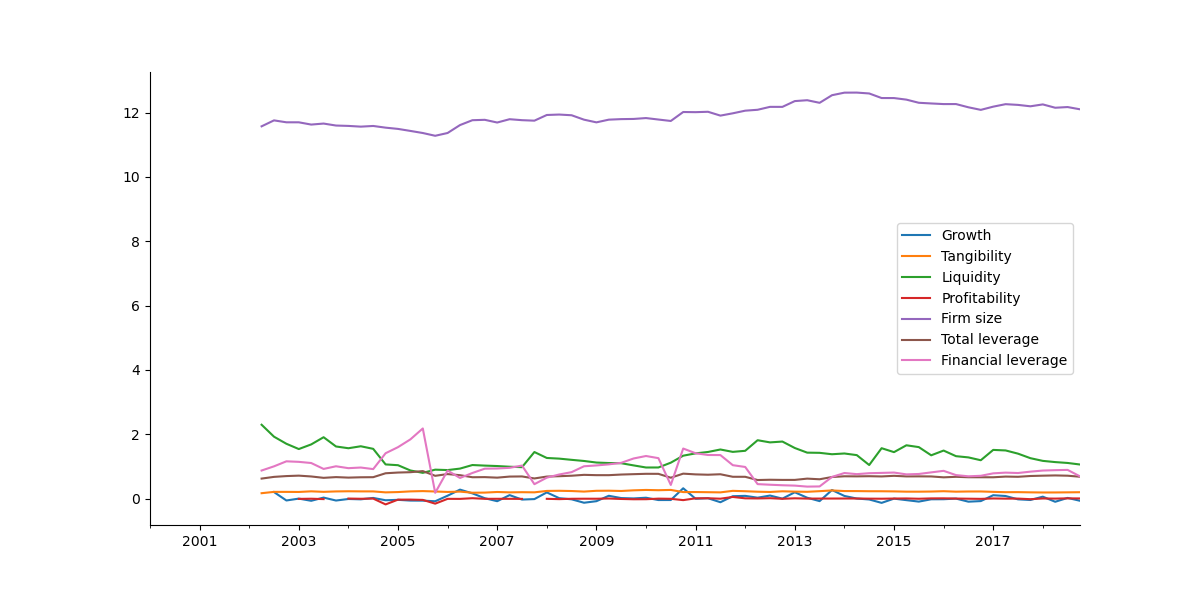 12
10
8
6
4
2
0
Growth
Tangibility
Liquidity
Profitability
Firm size
Total leverage
Financial leverage
2001 2003 2005 2007 2009 2011 2013 2015 2017